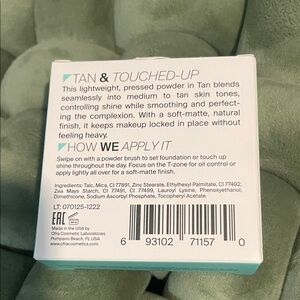 TAN & TOUCHED-UP
This lightweight, pressed powder in Tan blends
seamlessly into medium to tan skin tones,
controlling shine while smoothing and perfect-
ing the complexion. With a soft-matte, natural
finish, it keeps makeup locked in place without
feeling heavy.
HOW WE APPLY IT
Swipe on with a powder brush to set foundation or touch up
shine throughout the day. Focus on the T-zone for oil control or
apply lightly all over for a soft-matte finish.
Ingredients: Talc, Mica, CI 77891, Zinc Stearate, Ethylhexyl Palmitate, CI 77492,
Zea Mays Starch, CI 77491, CI 77499, Lauroyl Lysine, Phenoxyethanol,
Dimethicone, Sodium Ascorbyl Phosphate, Tocopheryl Acetate
LT: 070125-1222
EAC
Made by
Ofra Cosmetic Laboratories
Pompano Beach, FL USA
www.ofracosmetics.com
6 93102 71157 0